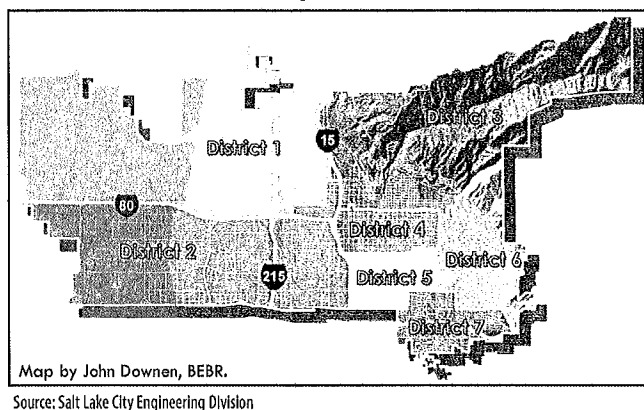 District 3
15
District 1
80
District 4
District 2
District 6
215
District 5
District 7
Map by John Downen, BEBR.
Source: Salt Lake City Engineering Division